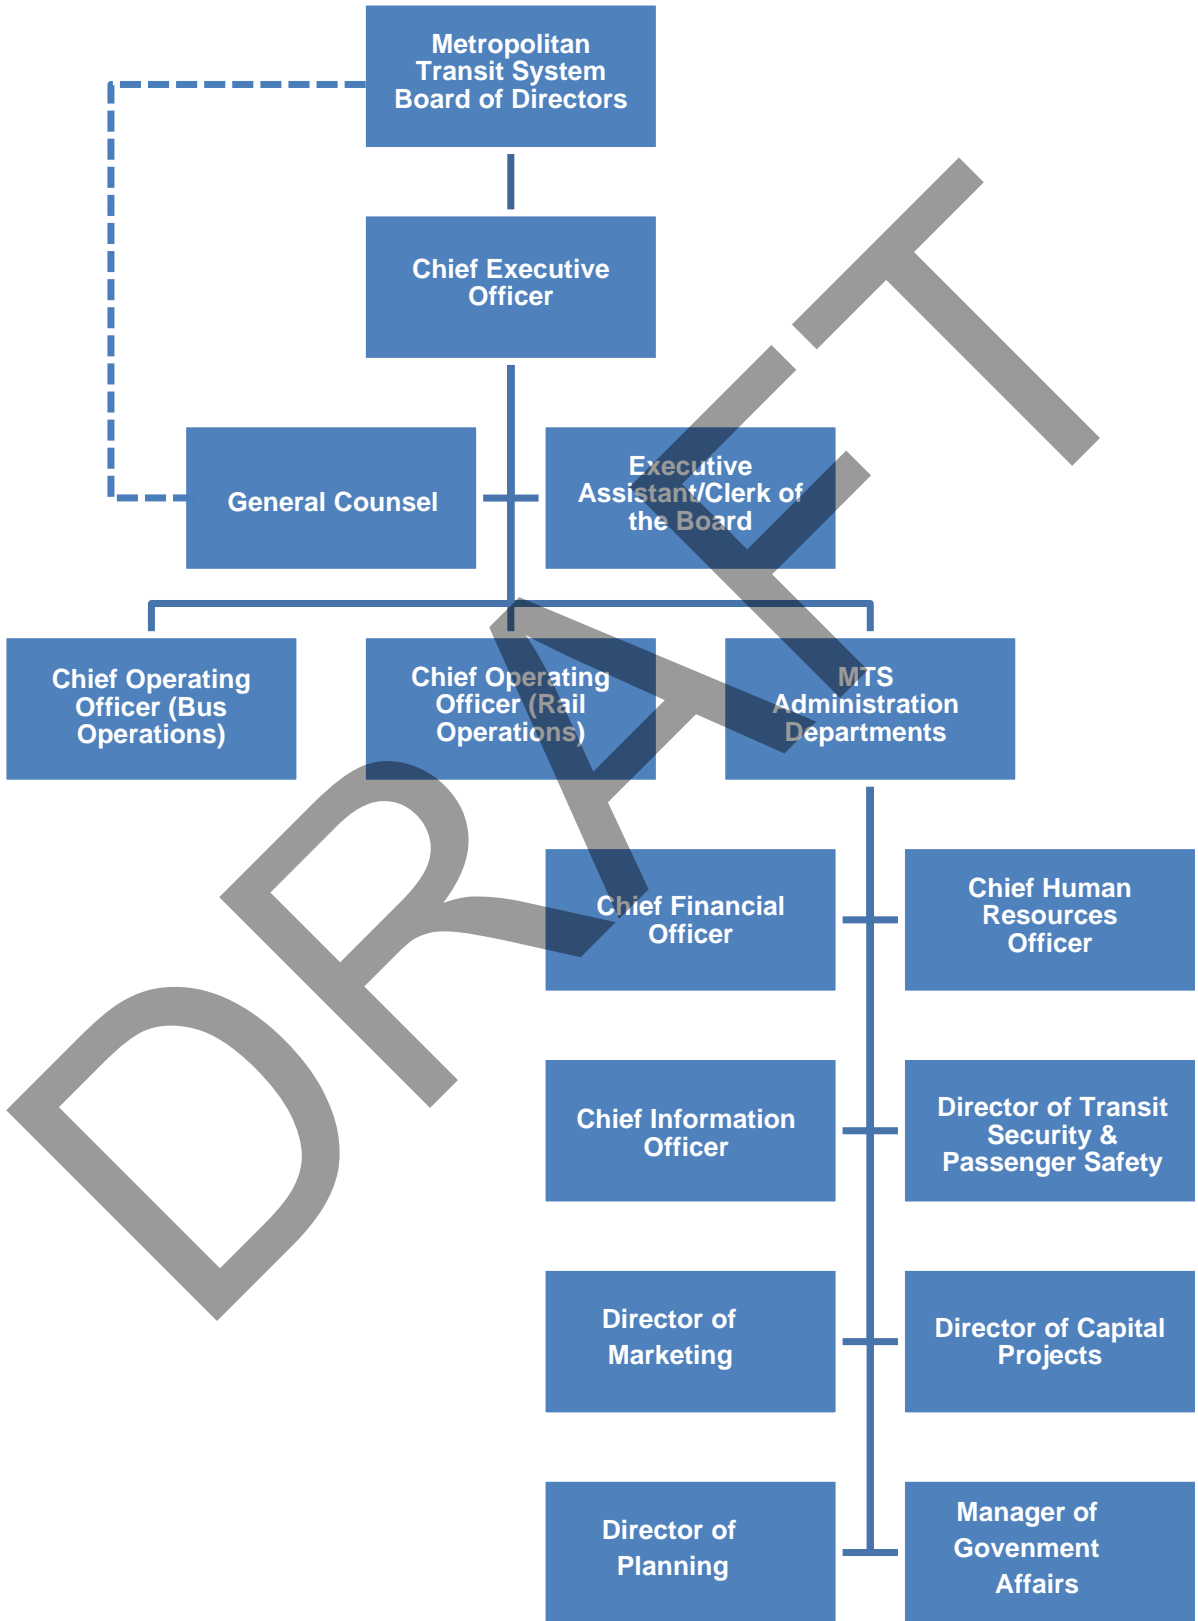 Metropolitan
Transit System
Board of Directors
Chief Executive
Officer
General Counsel
Executive
Assistant/Clerk of
the Board
Chief Operating
Officer (Bus
Operations)
Chief Operating
Officer (Rail
Operations)
MTS
Administration
Departments
Chief Financial
Officer
Chief Human
Resources
Officer
Chief Information
Officer
Director of Transit
Security &
Passenger Safety
Director of
Marketing
Director of Capital
Projects
Director of
Planning
Manager of
Govenment
Affairs
DRAFT